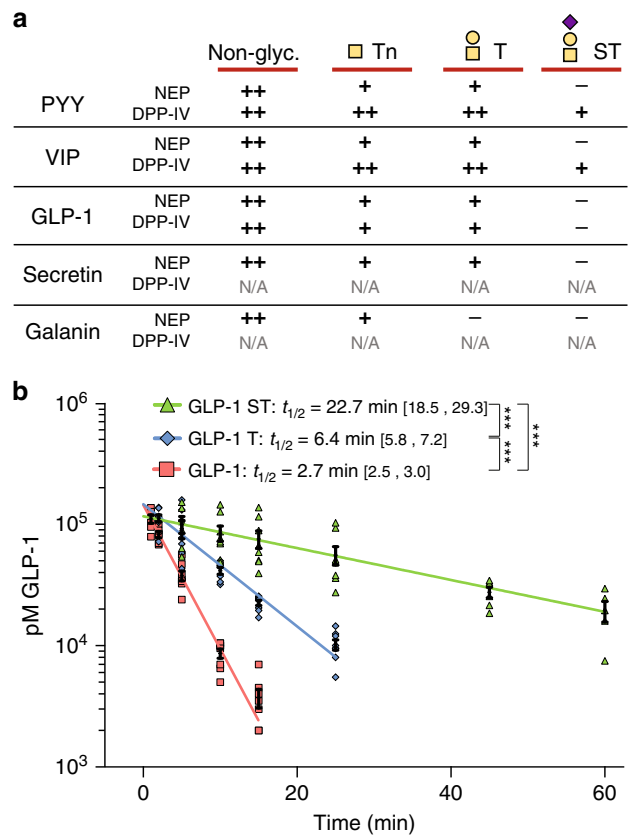 a
Non-glyc. Tn T ST
PYY NEP ++ + + −
DPP-IV ++ ++ ++ +
VIP NEP ++ + + −
DPP-IV ++ ++ ++ +
GLP-1 NEP ++ + + −
DPP-IV ++ + + −
Secretin NEP ++ + + −
DPP-IV N/A N/A N/A N/A
Galanin NEP ++ + − −
DPP-IV N/A N/A N/A N/A
b
GLP-1 ST: t1/2 = 22.7 min [18.5 , 29.3]
GLP-1 T: t1/2 = 6.4 min [5.8 , 7.2]
GLP-1: t1/2 = 2.7 min [2.5 , 3.0]
***
***
***
10^6
10^5
10^4
10^3
pM GLP-1
0 20 40 60
Time (min)